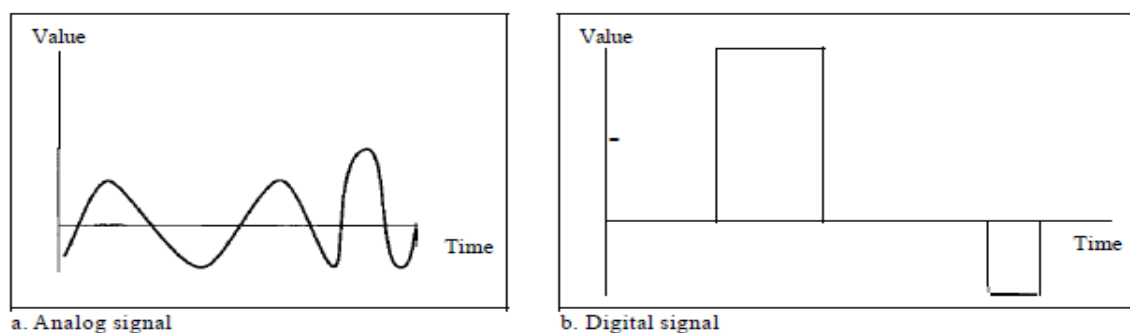 Value
Time
a. Analog signal
Value
Time
b. Digital signal